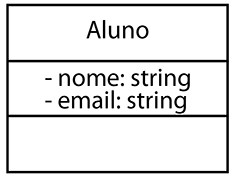 Aluno
- nome: string
- email: string